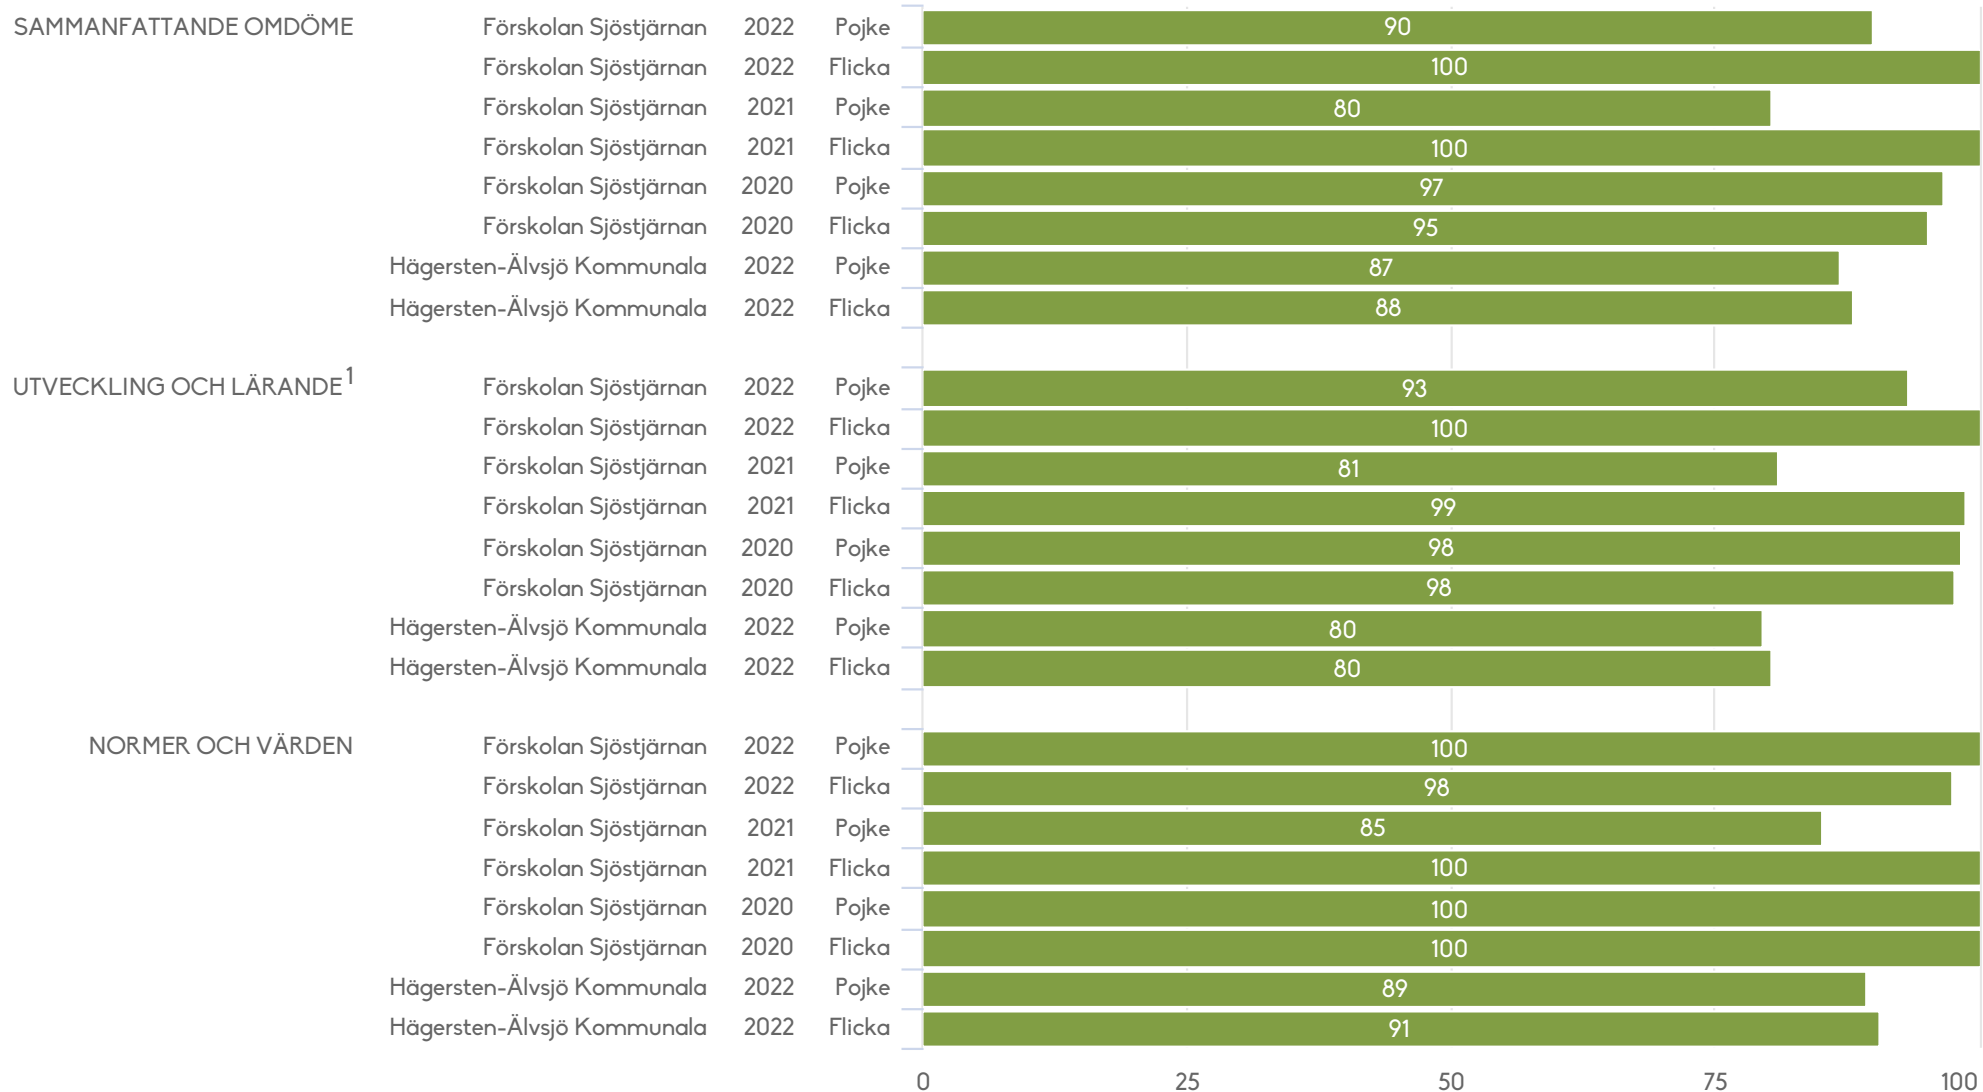 SAMMANFATTANDE OMDÖME Förskolan Sjöstjärnan 2022 Pojke 90
Förskolan Sjöstjärnan 2022 Flicka 100
Förskolan Sjöstjärnan 2021 Pojke 80
Förskolan Sjöstjärnan 2021 Flicka 100
Förskolan Sjöstjärnan 2020 Pojke 97
Förskolan Sjöstjärnan 2020 Flicka 95
Hägersten-Älvsjö Kommunala 2022 Pojke 87
Hägersten-Älvsjö Kommunala 2022 Flicka 88
UTVECKLING OCH LÄRANDE¹ Förskolan Sjöstjärnan 2022 Pojke 93
Förskolan Sjöstjärnan 2022 Flicka 100
Förskolan Sjöstjärnan 2021 Pojke 81
Förskolan Sjöstjärnan 2021 Flicka 99
Förskolan Sjöstjärnan 2020 Pojke 98
Förskolan Sjöstjärnan 2020 Flicka 98
Hägersten-Älvsjö Kommunala 2022 Pojke 80
Hägersten-Älvsjö Kommunala 2022 Flicka 80
NORMER OCH VÄRDEN Förskolan Sjöstjärnan 2022 Pojke 100
Förskolan Sjöstjärnan 2022 Flicka 98
Förskolan Sjöstjärnan 2021 Pojke 85
Förskolan Sjöstjärnan 2021 Flicka 100
Förskolan Sjöstjärnan 2020 Pojke 100
Förskolan Sjöstjärnan 2020 Flicka 100
Hägersten-Älvsjö Kommunala 2022 Pojke 89
Hägersten-Älvsjö Kommunala 2022 Flicka 91
0 25 50 75 100